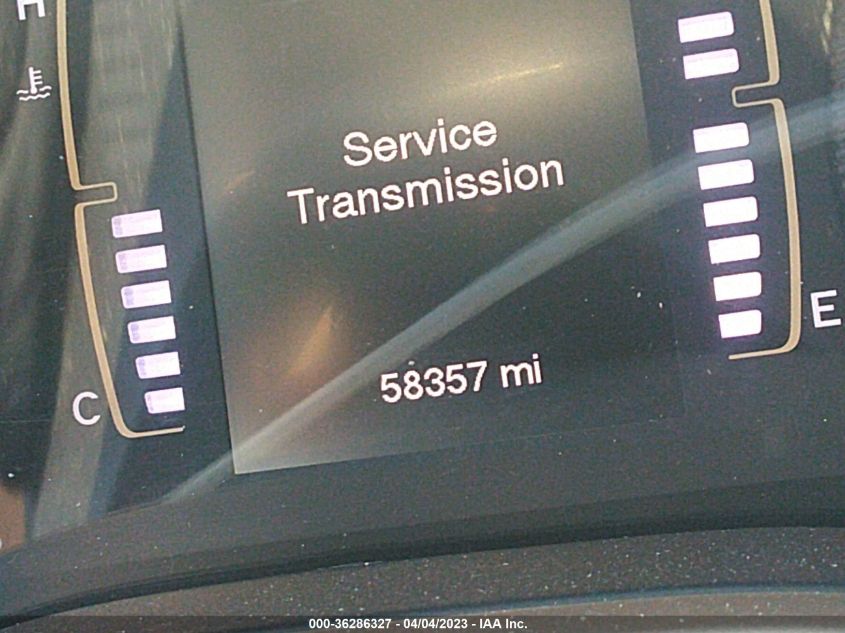 H
Service
Transmission
58357 mi
C
E
000-36286327 - 04/04/2023 - IAA Inc.